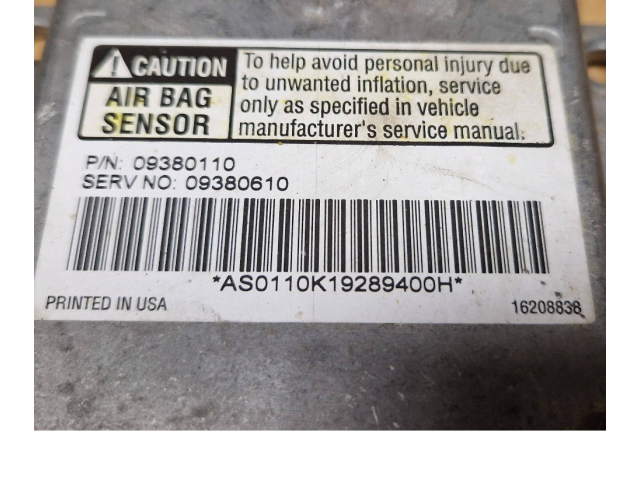 CAUTION
AIR BAG
SENSOR
To help avoid personal injury due
to unwanted inflation, service
only as specified in vehicle
manufacturer's service manual.
P/N: 09380110
SERV NO: 09380610
*AS0110K19289400H*
PRINTED IN USA
16208838